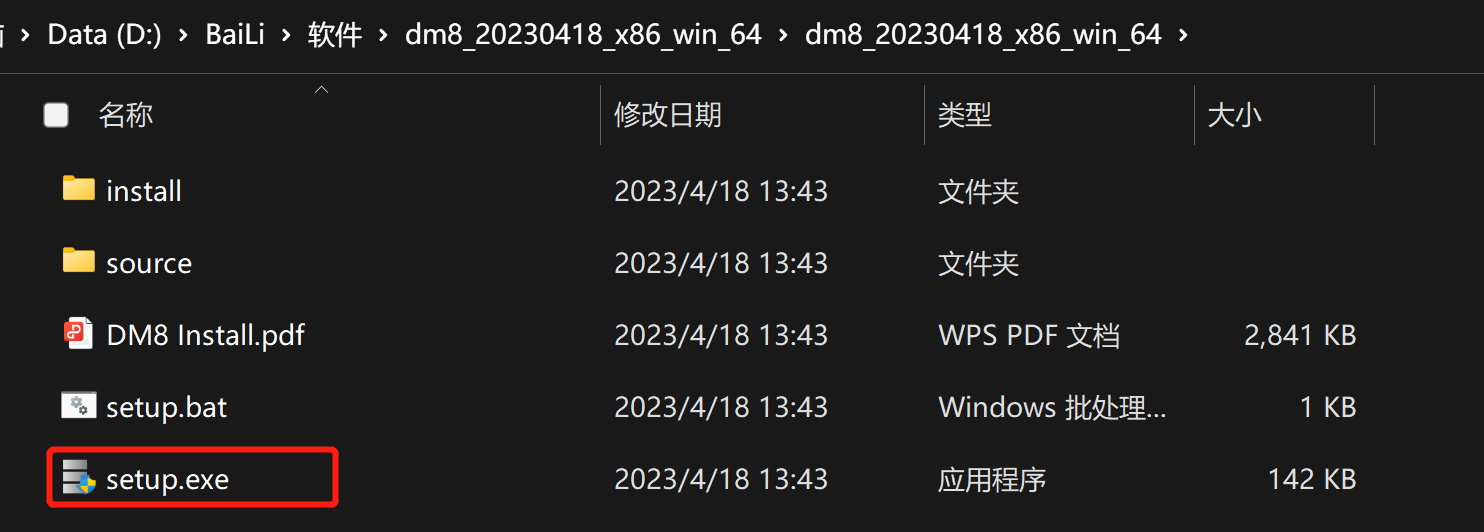 Data (D:) › BaiLi › 软件 › dm8_20230418_x86_win_64 › dm8_20230418_x86_win_64 ›
名称 修改日期 类型 大小
install 2023/4/18 13:43 文件夹
source 2023/4/18 13:43 文件夹
DM8 Install.pdf 2023/4/18 13:43 WPS PDF 文档 2,841 KB
setup.bat 2023/4/18 13:43 Windows 批处理... 1 KB
setup.exe 2023/4/18 13:43 应用程序 142 KB